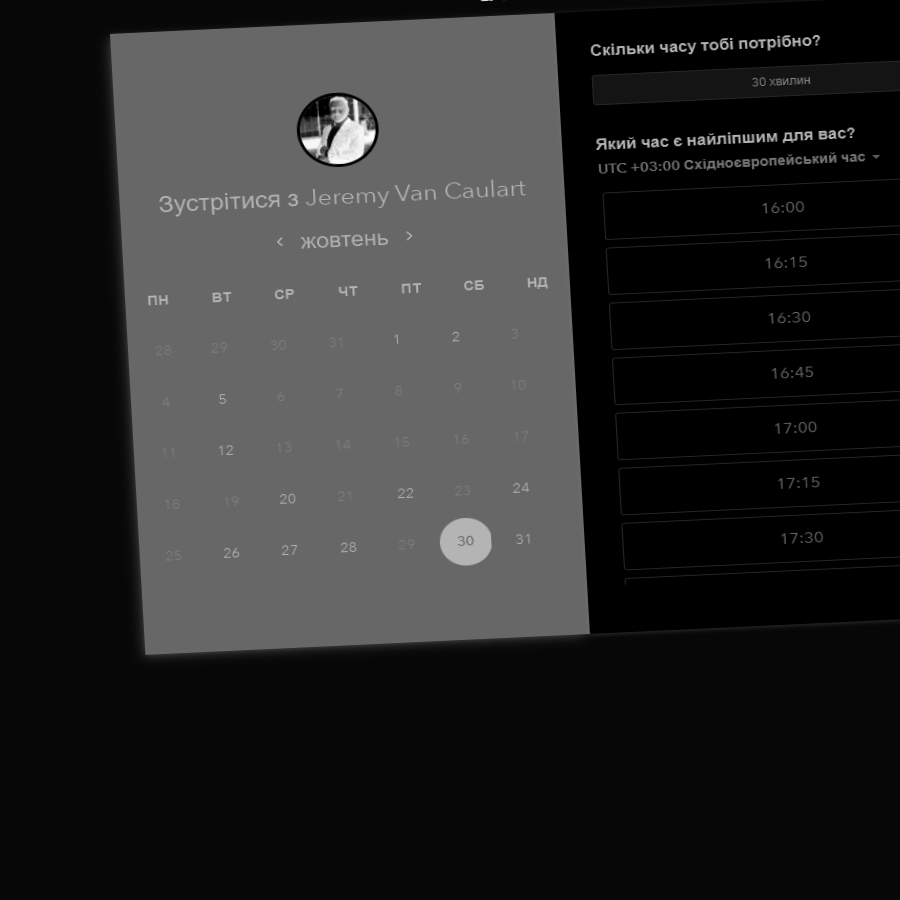 Зустрітися з Jeremy Van Caulart
жовтень
ПН ВТ СР ЧТ ПТ СБ НД
28 29 30 31 1 2 3
4 5 6 7 8 9 10
11 12 13 14 15 16 17
18 19 20 21 22 23 24
25 26 27 28 29 30 31
Скільки часу тобі потрібно?
30 хвилин
Який час є найліпшим для вас?
UTC +03:00 Східноєвропейський час
16:00
16:15
16:30
16:45
17:00
17:15
17:30